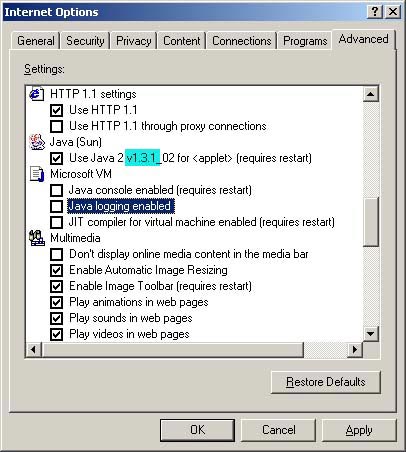 Internet Options
General Security Privacy Content Connections Programs Advanced
Settings:
HTTP 1.1 settings
Use HTTP 1.1
Use HTTP 1.1 through proxy connections
Java (Sun)
Use Java 2 v1.3.1_02 for <applet> (requires restart)
Microsoft VM
Java console enabled (requires restart)
Java logging enabled
JIT compiler for virtual machine enabled (requires restart)
Multimedia
Don't display online media content in the media bar
Enable Automatic Image Resizing
Enable Image Toolbar (requires restart)
Play animations in web pages
Play sounds in web pages
Play videos in web pages
Restore Defaults
OK Cancel Apply